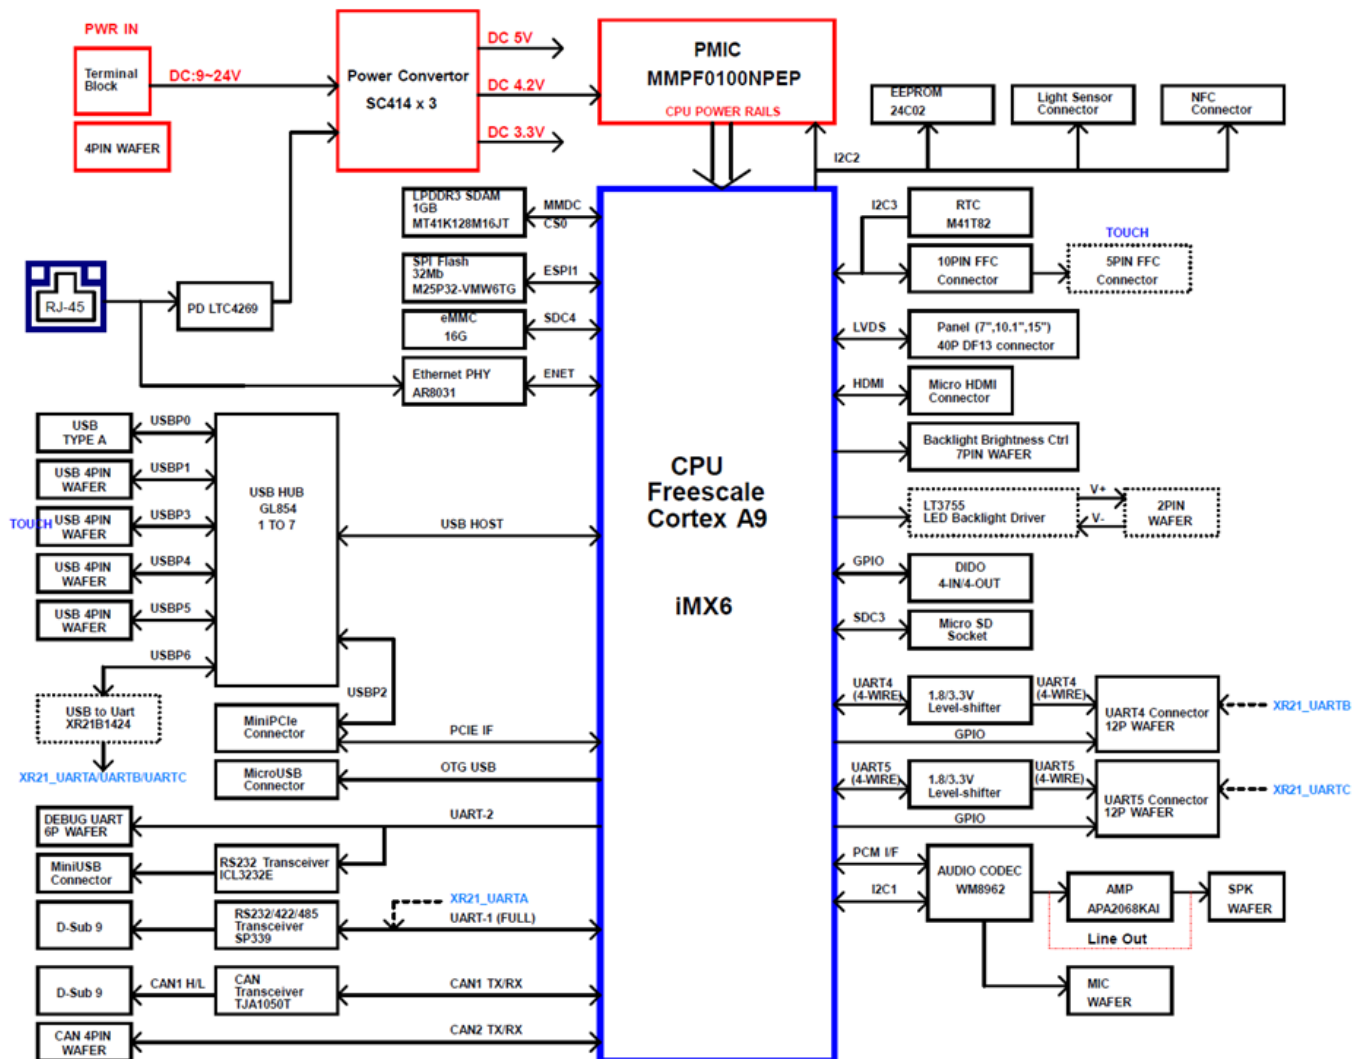 PWR IN
Terminal
Block
DC:9~24V
4PIN WAFER
Power Convertor
SC414 x 3
DC 5V
DC 4.2V
DC 3.3V
PMIC
MMPF0100NPEP
CPU POWER RAILS
EEPROM
24C02
Light Sensor
Connector
NFC
Connector
I2C2
LPDDR3 SDAM
1GB
MT41K128M16JT
MMDC
CS0
SPI Flash
32Mb
M25P32-VMW6TG
ESPI1
eMMC
16G
SDC4
Ethernet PHY
AR8031
ENET
RJ-45
PD LTC4269
I2C3
RTC
M41T82
TOUCH
10PIN FFC
Connector
5PIN FFC
Connector
LVDS
Panel (7",10.1",15")
40P DF13 connector
HDMI
Micro HDMI
Connector
Backlight Brightness Ctrl
7PIN WAFER
LT3755
LED Backlight Driver
V+
V-
2PIN
WAFER
GPIO
DIDO
4-IN/4-OUT
SDC3
Micro SD
Socket
CPU
Freescale
Cortex A9
iMX6
USB
TYPE A
USBP0
USB 4PIN
WAFER
USBP1
TOUCH
USB 4PIN
WAFER
USBP3
USB 4PIN
WAFER
USBP4
USB 4PIN
WAFER
USBP5
USBP6
USB HUB
GL854
1 TO 7
USB HOST
USBP2
USB to Uart
XR21B1424
XR21_UARTA/UARTB/UARTC
MiniPCIe
Connector
PCIE IF
MicroUSB
Connector
OTG USB
DEBUG UART
6P WAFER
UART-2
MiniUSB
Connector
RS232 Transceiver
ICL3232E
XR21_UARTA
D-Sub 9
RS232/422/485
Transceiver
SP339
UART-1 (FULL)
D-Sub 9
CAN1 H/L
CAN
Transceiver
TJA1050T
CAN1 TX/RX
CAN 4PIN
WAFER
CAN2 TX/RX
UART4
(4-WIRE)
1.8/3.3V
Level-shifter
UART4
(4-WIRE)
UART4 Connector
12P WAFER
XR21_UARTB
GPIO
UART5
(4-WIRE)
1.8/3.3V
Level-shifter
UART5
(4-WIRE)
UART5 Connector
12P WAFER
XR21_UARTC
GPIO
PCM I/F
I2C1
AUDIO CODEC
WM8962
AMP
APA2068KAI
SPK
WAFER
Line Out
MIC
WAFER